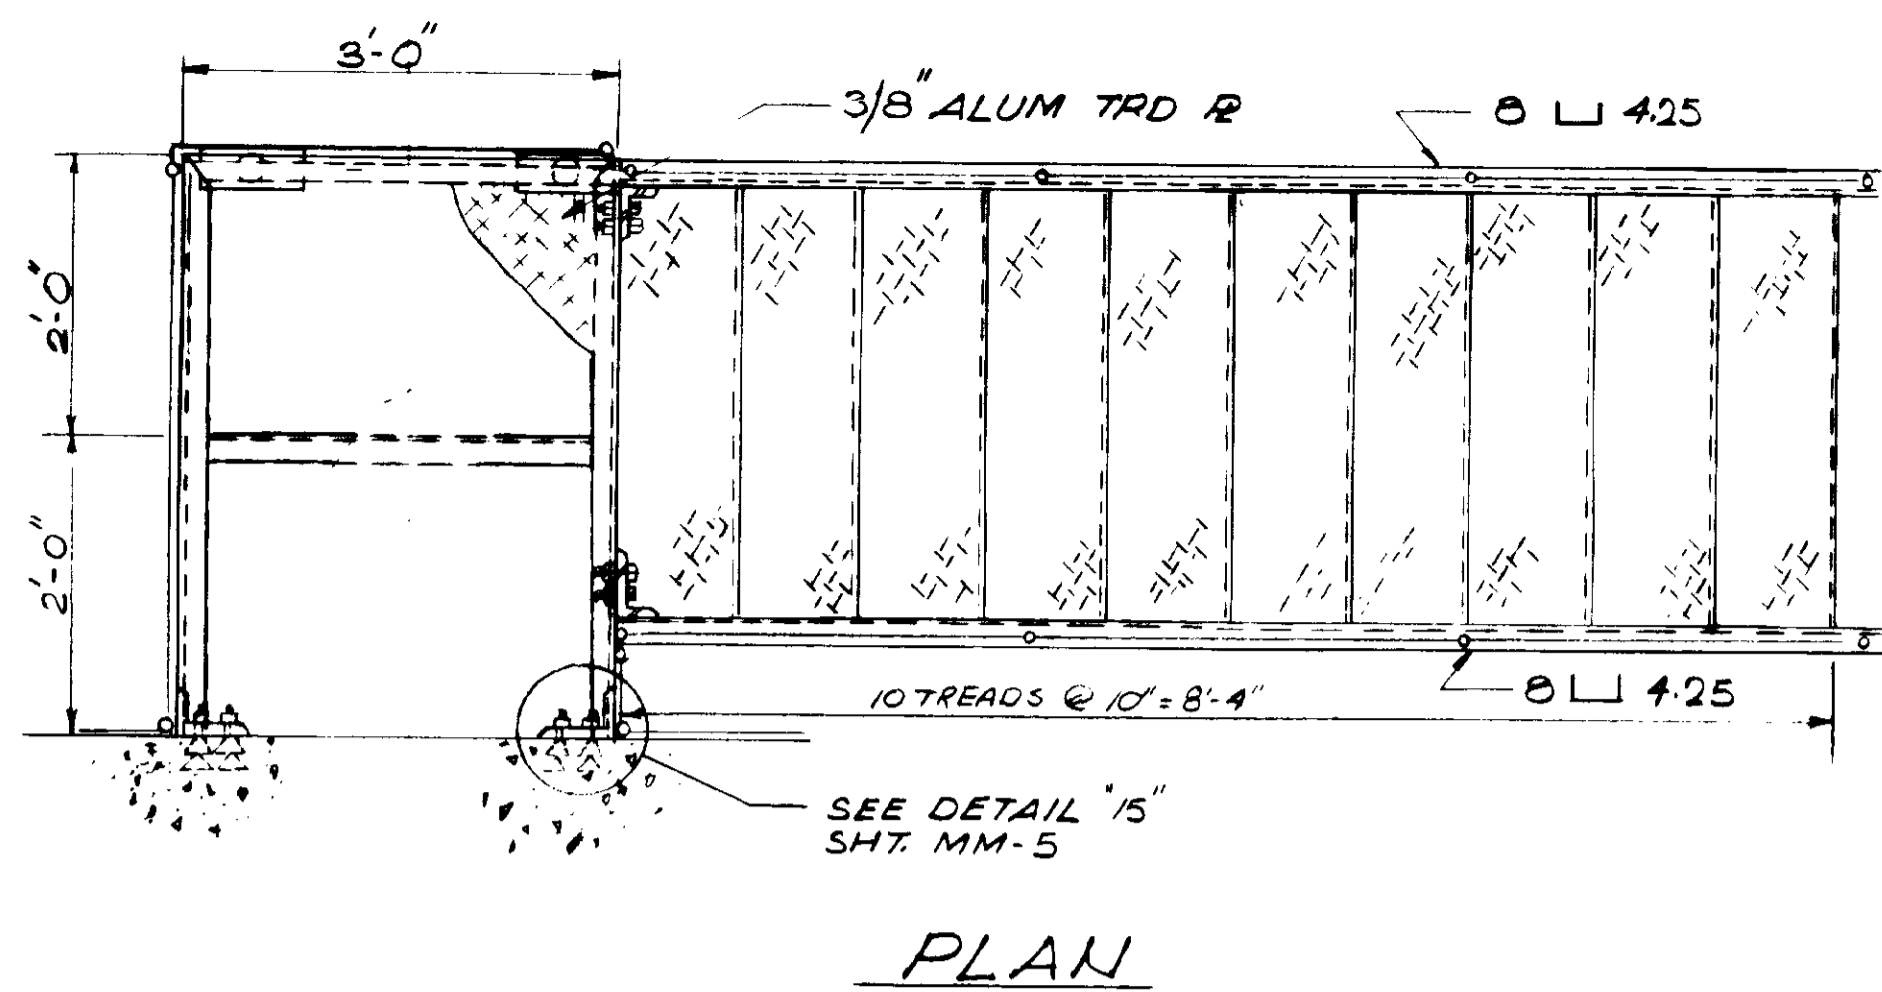 3'-0"
3/8" ALUM TRD PL
8 ⊔ 4.25
2'-0"
2'-0"
10 TREADS @ 10" = 8'-4"
8 ⊔ 4.25
SEE DETAIL "15"
SHT. MM-5
PLAN